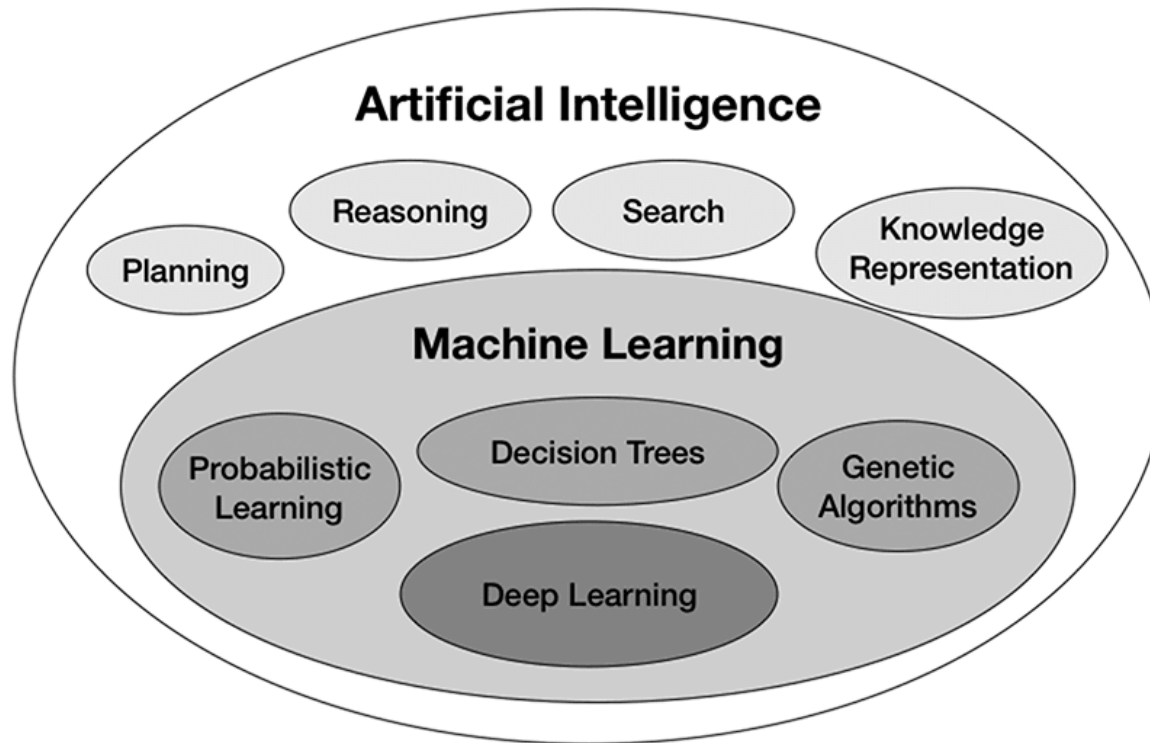 Artificial Intelligence
Reasoning
Search
Planning
Knowledge
Representation
Machine Learning
Probabilistic
Learning
Decision Trees
Genetic
Algorithms
Deep Learning